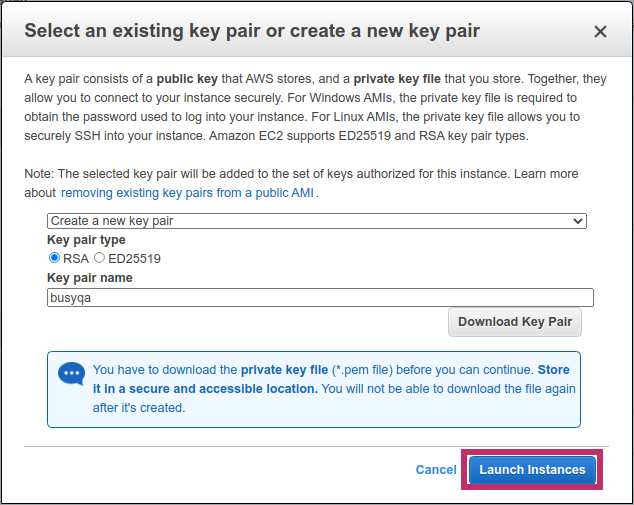 Select an existing key pair or create a new key pair
A key pair consists of a public key that AWS stores, and a private key file that you store. Together, they
allow you to connect to your instance securely. For Windows AMIs, the private key file is required to
obtain the password used to log into your instance. For Linux AMIs, the private key file allows you to
securely SSH into your instance. Amazon EC2 supports ED25519 and RSA key pair types.
Note: The selected key pair will be added to the set of keys authorized for this instance. Learn more
about removing existing key pairs from a public AMI .
Create a new key pair
Key pair type
RSA ED25519
Key pair name
busyqa
Download Key Pair
You have to download the private key file (*.pem file) before you can continue. Store
it in a secure and accessible location. You will not be able to download the file again
after it's created.
Cancel Launch Instances